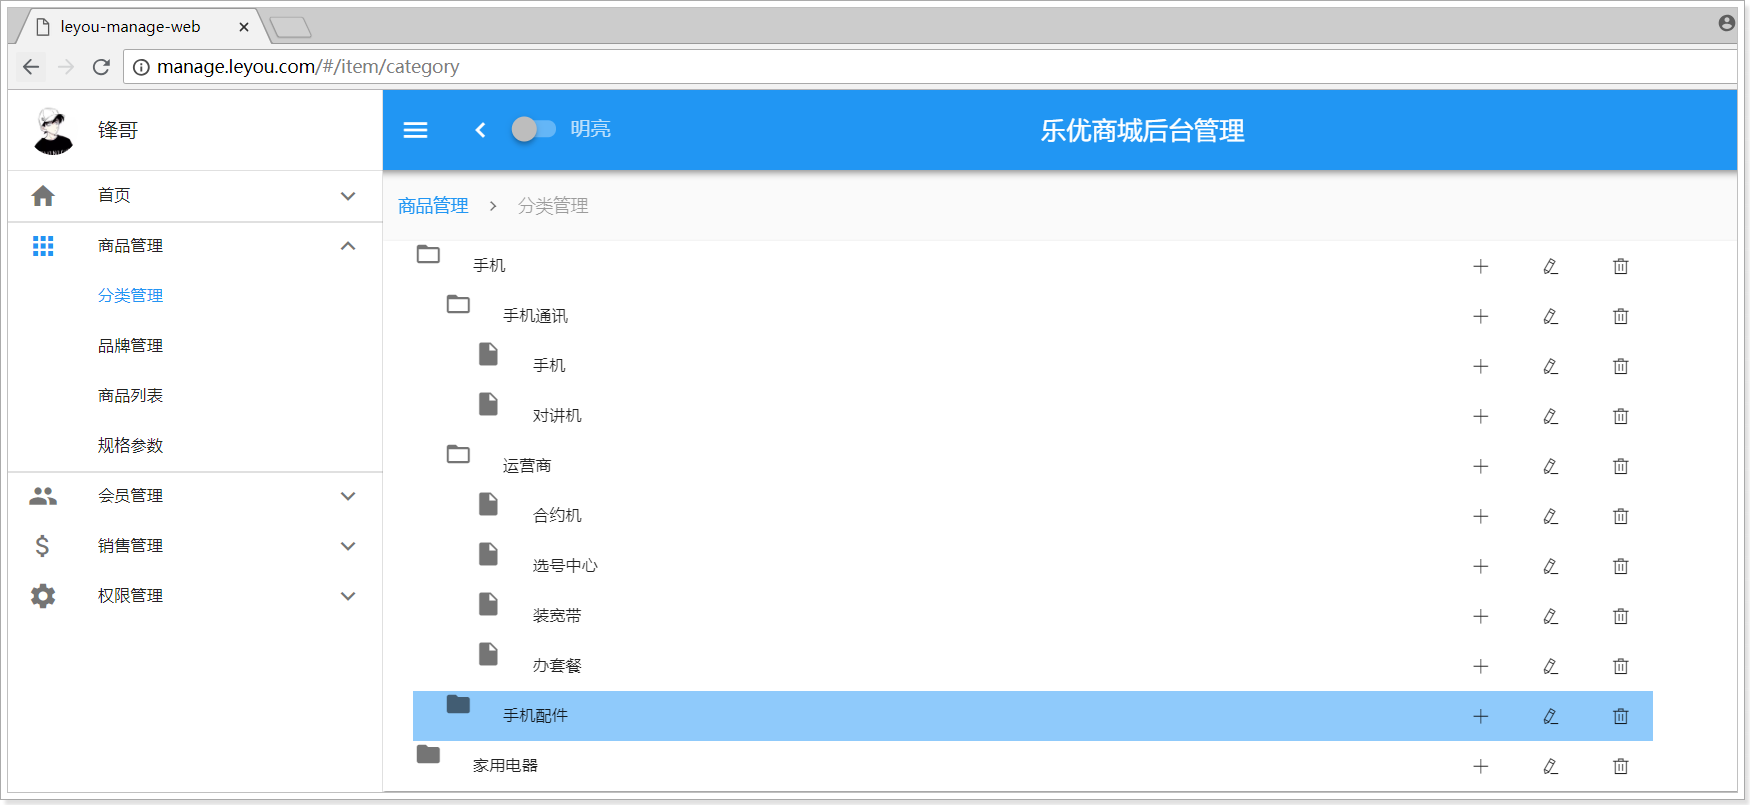 leyou-manage-web
manage.leyou.com/#/item/category
锋哥
明亮
乐优商城后台管理
首页
商品管理
分类管理
品牌管理
商品列表
规格参数
会员管理
销售管理
权限管理
商品管理 > 分类管理
手机
手机通讯
手机
对讲机
运营商
合约机
选号中心
装宽带
办套餐
手机配件
家用电器